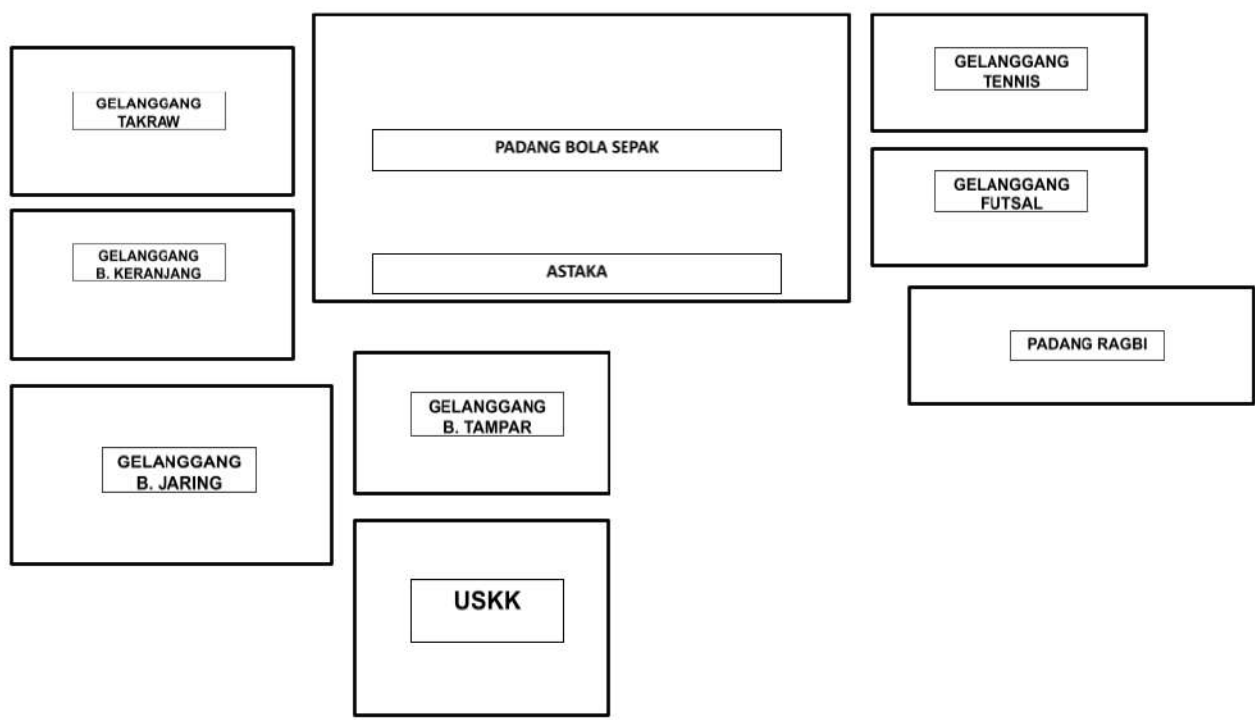 GELANGGANG
TAKRAW
GELANGGANG
B. KERANJANG
GELANGGANG
B. JARING
PADANG BOLA SEPAK
ASTAKA
GELANGGANG
B. TAMPAR
USKK
GELANGGANG
TENNIS
GELANGGANG
FUTSAL
PADANG RAGBI